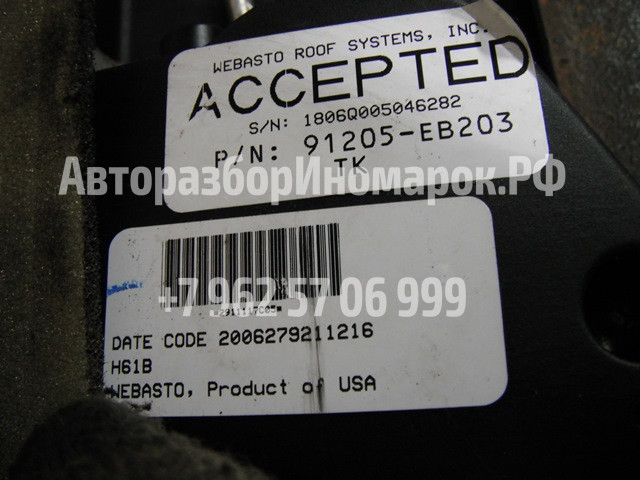 WEBASTO ROOF SYSTEMS, INC.
ACCEPTED
S/N: 1806Q005046282
P/N: 91205-EB203
TK
АвторазборИномарок.РФ
+7 962 57 06 999
DATE CODE 2006279211216
H61B
WEBASTO, Product of USA